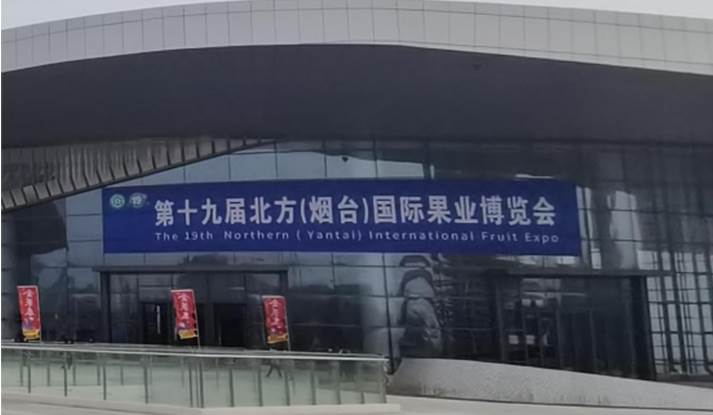 第十九届北方(烟台)国际果业博览会
The 19th Northern ( Yantai) International Fruit Expo